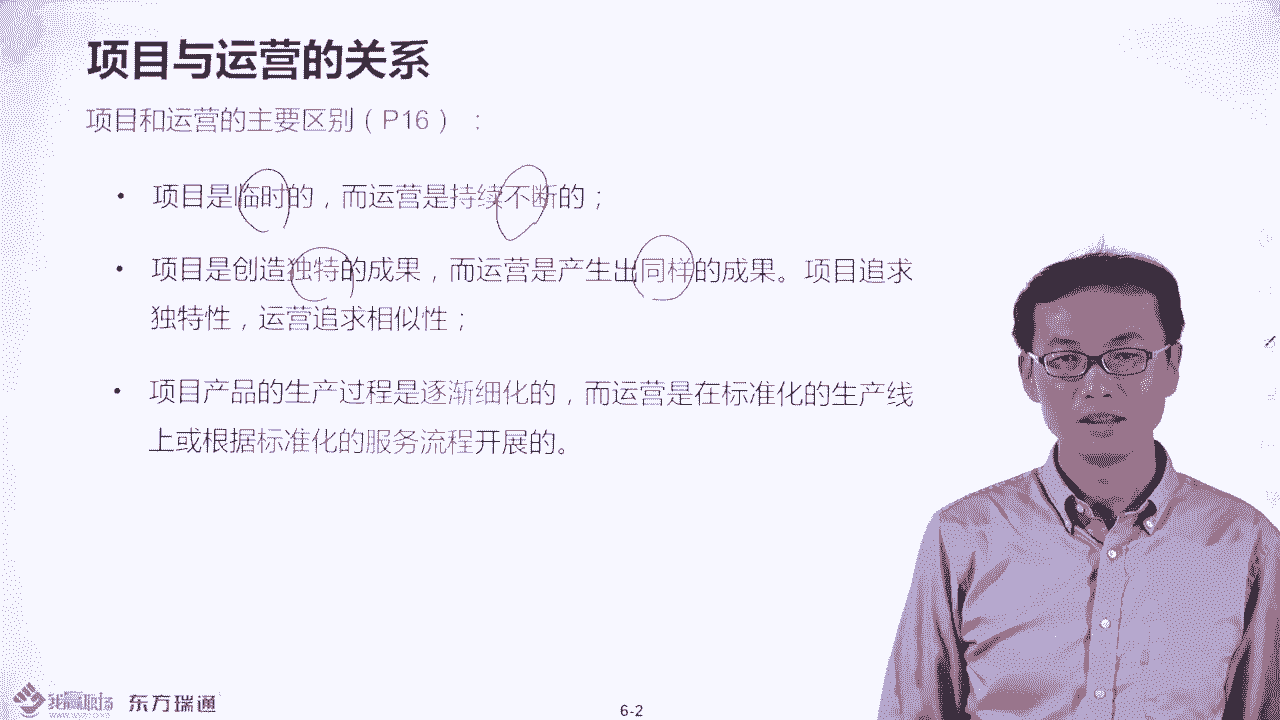 项目与运营的关系
项目和运营的主要区别（P16）：
• 项目是临时的，而运营是持续不断的；
• 项目是创造独特的成果，而运营是产生出同样的成果。项目追求
独特性，运营追求相似性；
• 项目产品的生产过程是逐渐细化的，而运营是在标准化的生产线
上或根据标准化的服务流程开展的。
东方瑞通
6-2